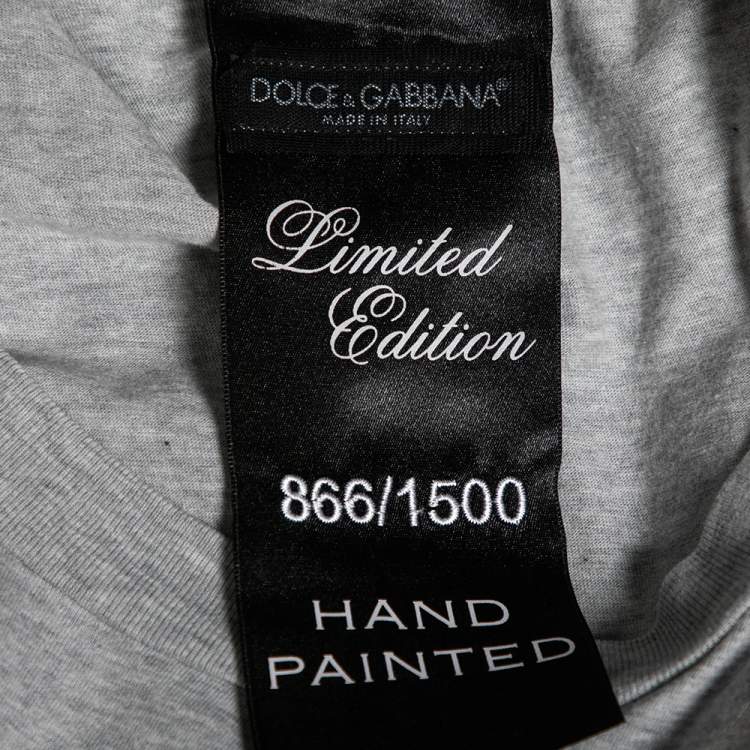 DOLCE & GABBANA®
MADE IN ITALY
Limited
Edition
866/1500
HAND
PAINTED